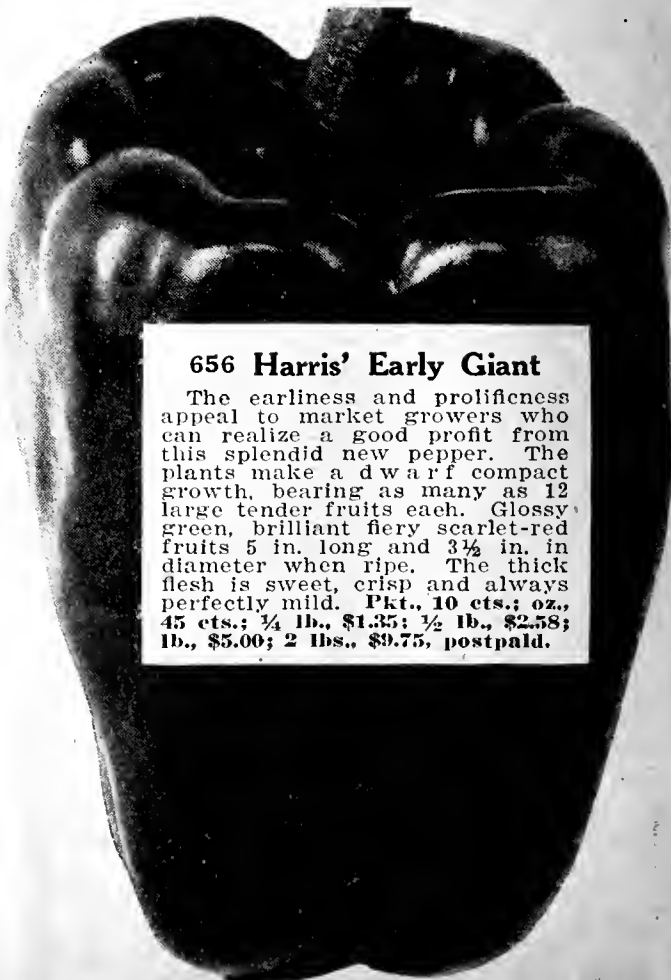 656 Harris’ Early Giant
The earliness and prolificness
appeal to market growers who
can realize a good profit from
this splendid new pepper. The
plants make a dwarf compact
growth, bearing as many as 12
large tender fruits each. Glossy
green, brilliant fiery scarlet-red
fruits 5 in. long and 3½ in. in
diameter when ripe. The thick
flesh is sweet, crisp and always
perfectly mild. Pkt., 10 cts.; oz.,
45 cts.; ¼ lb., $1.35; ½ lb., $2.58;
lb., $5.00; 2 lbs., $9.75, postpaid.